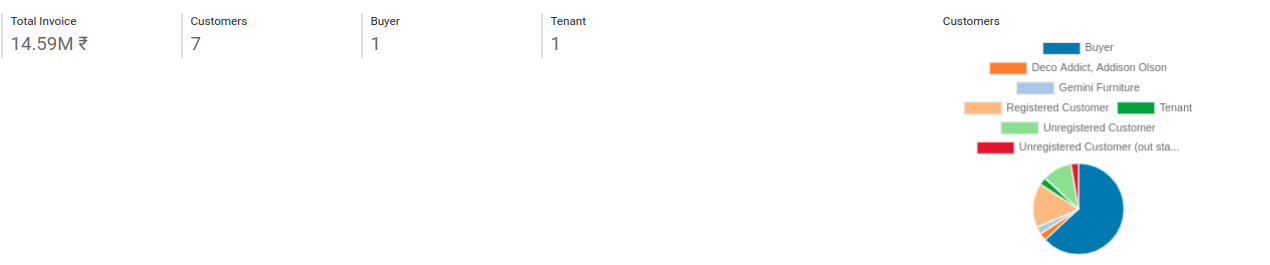 Total Invoice
14.59M ₹
Customers
7
Buyer
1
Tenant
1
Customers
Buyer
Deco Addict, Addison Olson
Gemini Furniture
Registered Customer Tenant
Unregistered Customer
Unregistered Customer (out sta...